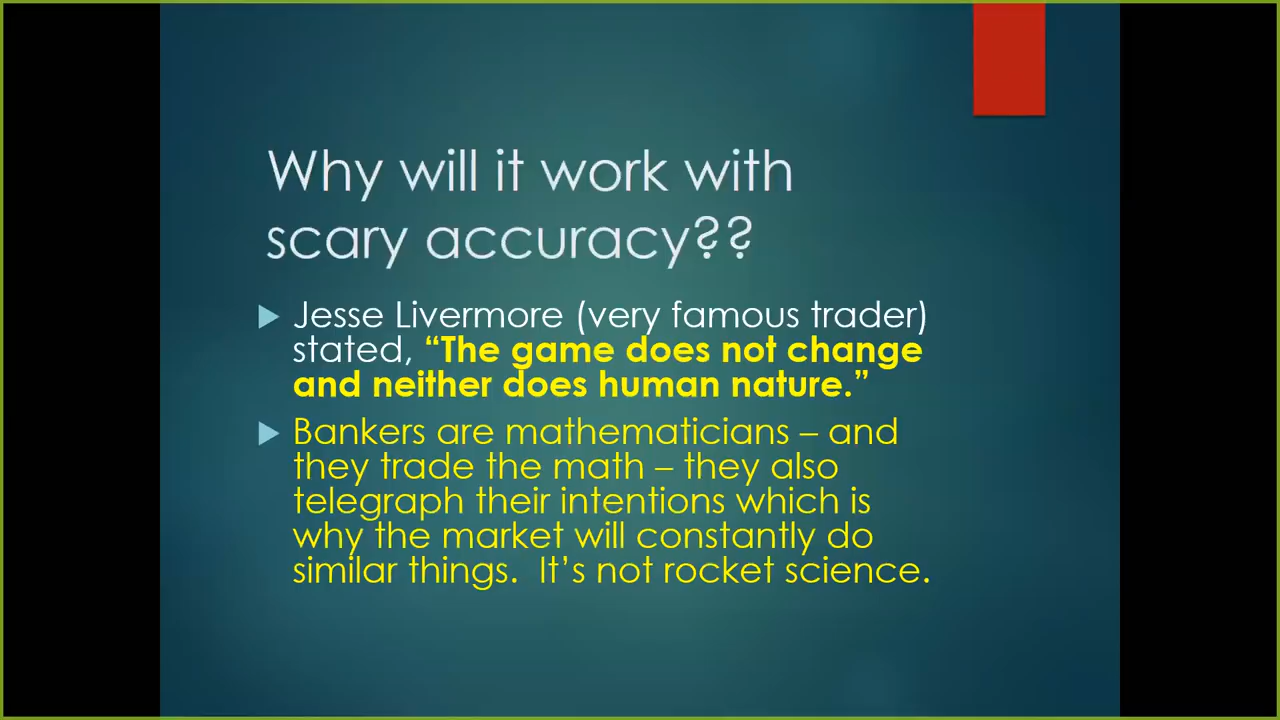 Why will it work with
scary accuracy??
Jesse Livermore (very famous trader)
stated, “The game does not change
and neither does human nature.”
Bankers are mathematicians – and
they trade the math – they also
telegraph their intentions which is
why the market will constantly do
similar things.  It’s not rocket science.